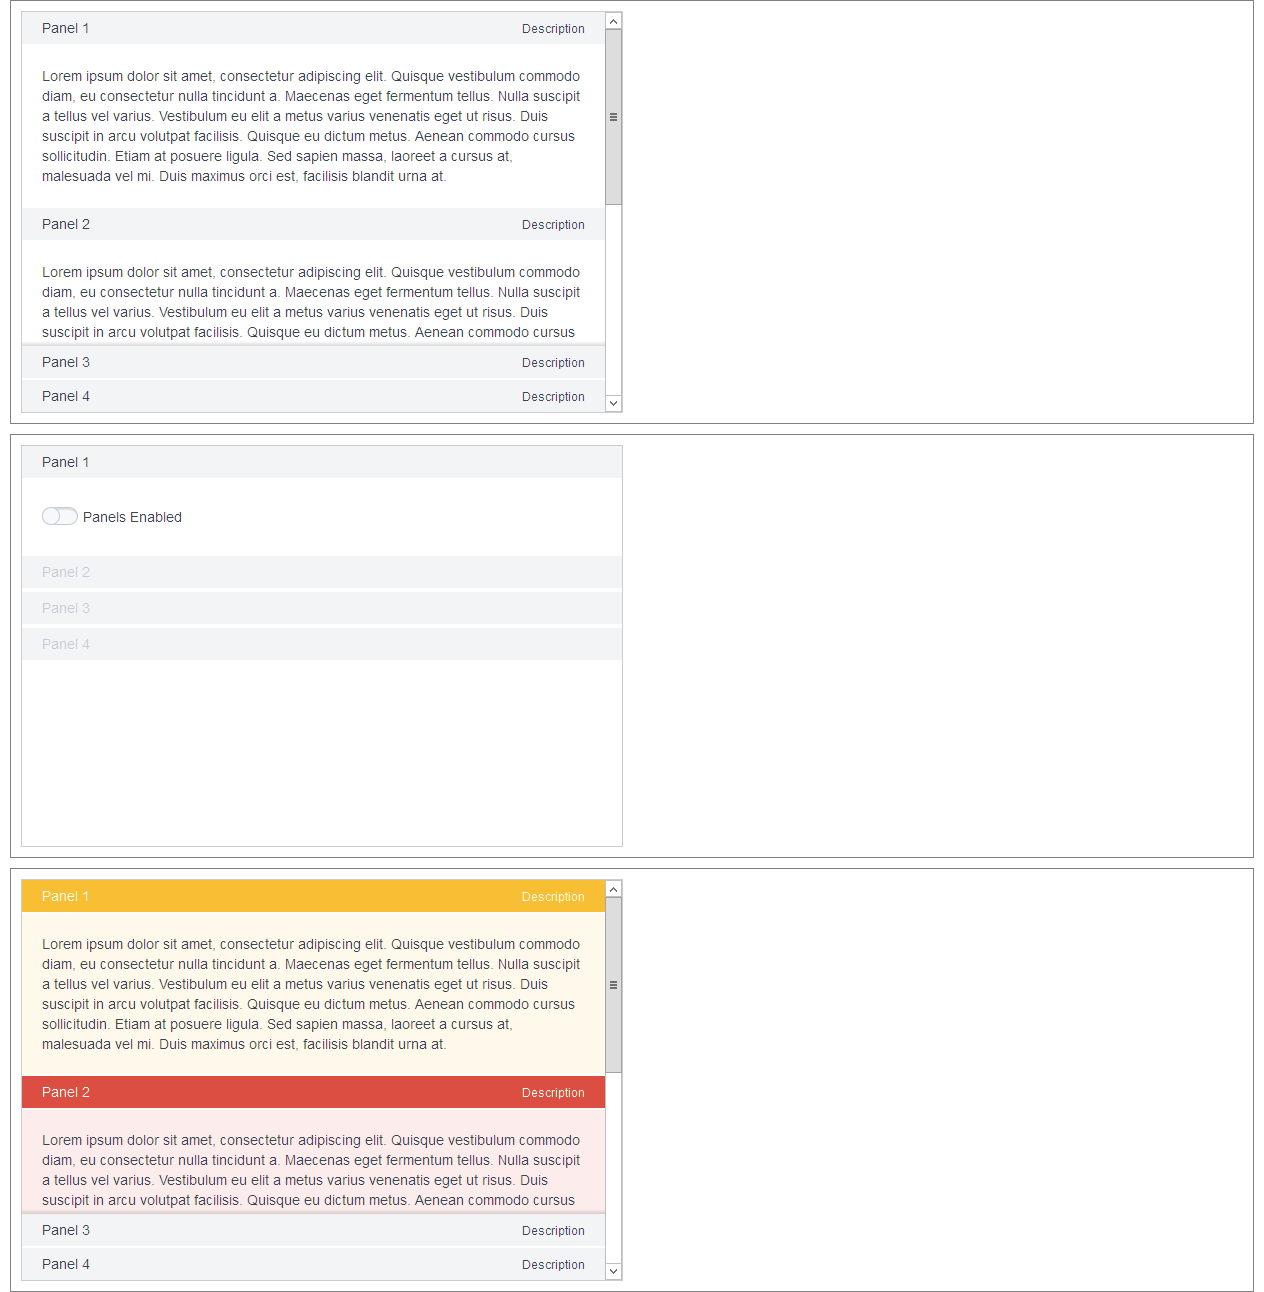 Panel 1 Description
Lorem ipsum dolor sit amet, consectetur adipiscing elit. Quisque vestibulum commodo
diam, eu consectetur nulla tincidunt a. Maecenas eget fermentum tellus. Nulla suscipit
a tellus vel varius. Vestibulum eu elit a metus varius venenatis eget ut risus. Duis
suscipit in arcu volutpat facilisis. Quisque eu dictum metus. Aenean commodo cursus
sollicitudin. Etiam at posuere ligula. Sed sapien massa, laoreet a cursus at,
malesuada vel mi. Duis maximus orci est, facilisis blandit urna at.
Panel 2 Description
Lorem ipsum dolor sit amet, consectetur adipiscing elit. Quisque vestibulum commodo
diam, eu consectetur nulla tincidunt a. Maecenas eget fermentum tellus. Nulla suscipit
a tellus vel varius. Vestibulum eu elit a metus varius venenatis eget ut risus. Duis
suscipit in arcu volutpat facilisis. Quisque eu dictum metus. Aenean commodo cursus
Panel 3 Description
Panel 4 Description
Panel 1
Panels Enabled
Panel 2
Panel 3
Panel 4
Panel 1 Description
Lorem ipsum dolor sit amet, consectetur adipiscing elit. Quisque vestibulum commodo
diam, eu consectetur nulla tincidunt a. Maecenas eget fermentum tellus. Nulla suscipit
a tellus vel varius. Vestibulum eu elit a metus varius venenatis eget ut risus. Duis
suscipit in arcu volutpat facilisis. Quisque eu dictum metus. Aenean commodo cursus
sollicitudin. Etiam at posuere ligula. Sed sapien massa, laoreet a cursus at,
malesuada vel mi. Duis maximus orci est, facilisis blandit urna at.
Panel 2 Description
Lorem ipsum dolor sit amet, consectetur adipiscing elit. Quisque vestibulum commodo
diam, eu consectetur nulla tincidunt a. Maecenas eget fermentum tellus. Nulla suscipit
a tellus vel varius. Vestibulum eu elit a metus varius venenatis eget ut risus. Duis
suscipit in arcu volutpat facilisis. Quisque eu dictum metus. Aenean commodo cursus
Panel 3 Description
Panel 4 Description